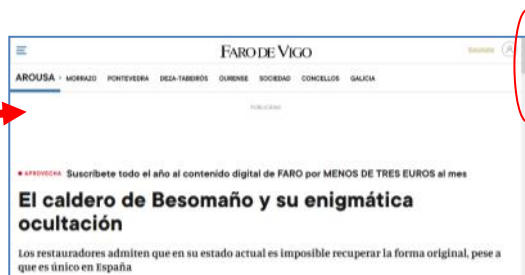 FARO DE VIGO
AROUSA › MORRAZO PONTEVEDRA DEZA-TABEIRÓS OURENSE SOCIEDAD CONCELLOS GALICIA
PUBLICIDAD
• APROVECHA Suscríbete todo el año al contenido digital de FARO por MENOS DE TRES EUROS al mes
El caldero de Besomaño y su enigmática
ocultación
Los restauradores admiten que en su estado actual es imposible recuperar la forma original, pese a
que es único en España